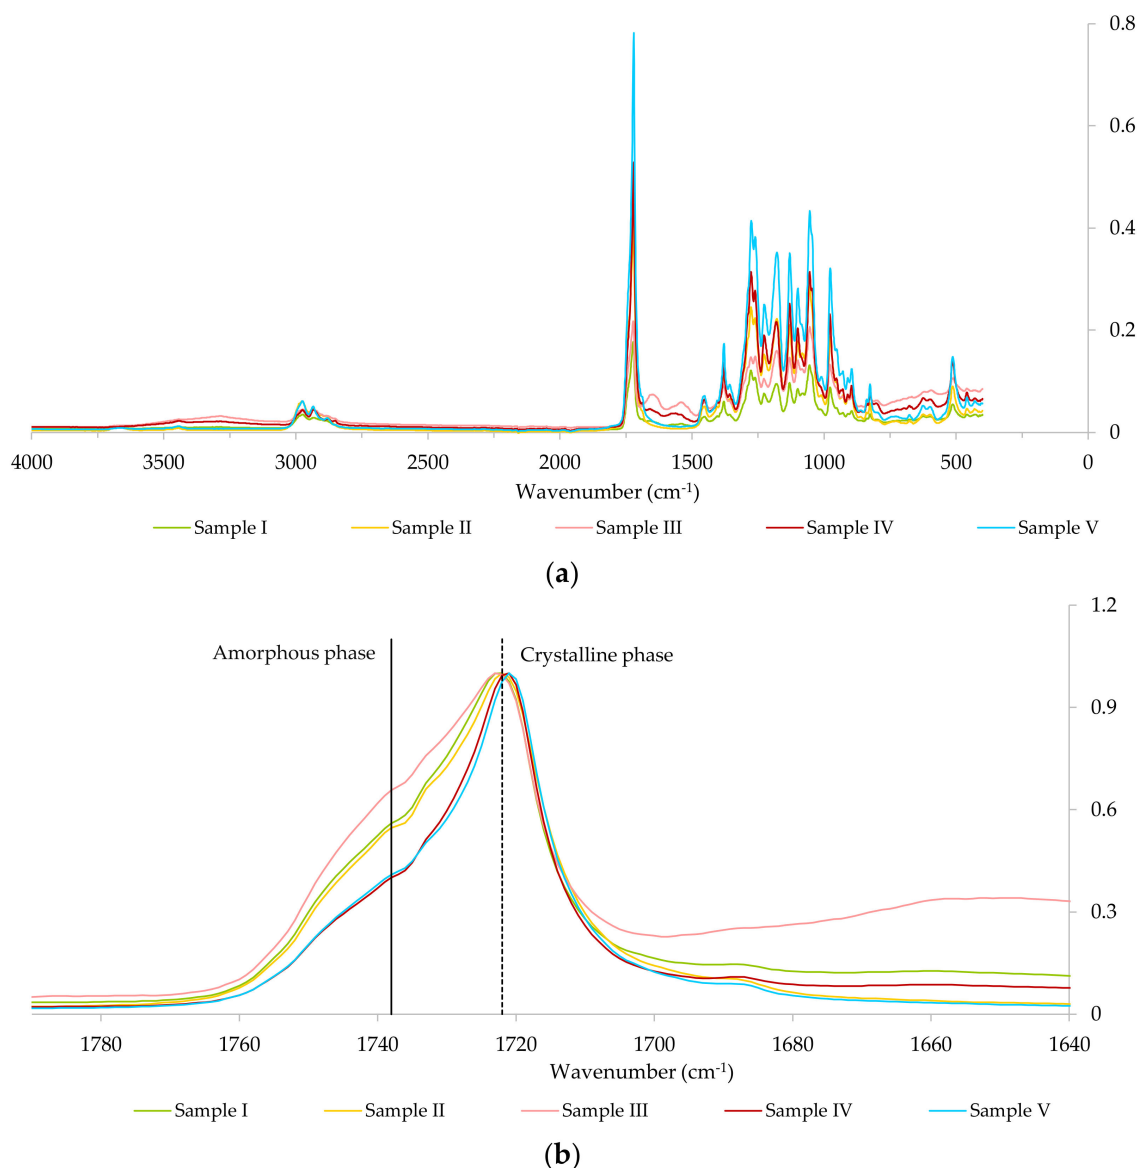 0.8
0.6
0.4
0.2
0
4000 3500 3000 2500 2000 1500 1000 500 0
Wavenumber (cm-1)
Sample I Sample II Sample III Sample IV Sample V
(a)
1.2
Amorphous phase Crystalline phase
0.9
0.6
0.3
0
1780 1760 1740 1720 1700 1680 1660 1640
Wavenumber (cm-1)
Sample I Sample II Sample III Sample IV Sample V
(b)